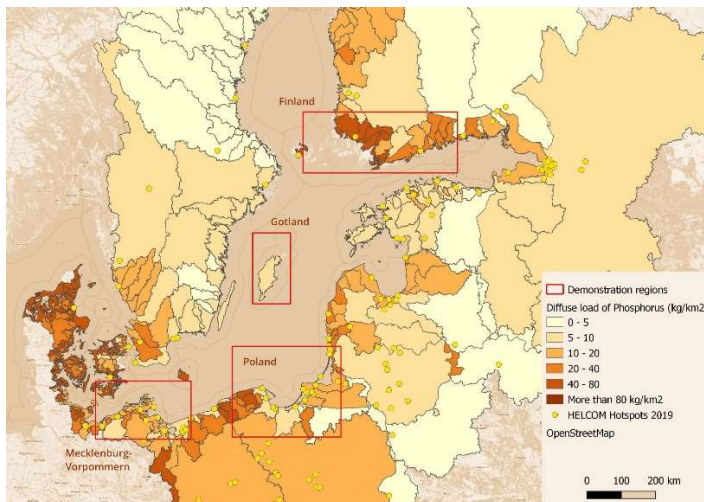 Finland
Gotland
Poland
Mecklenburg-
Vorpommern
Demonstration regions
Diffuse load of Phosphorus (kg/km2
0 - 5
5 - 10
10 - 20
20 - 40
40 - 80
More than 80 kg/km2
HELCOM Hotspots 2019
OpenStreetMap
0 100 200 km